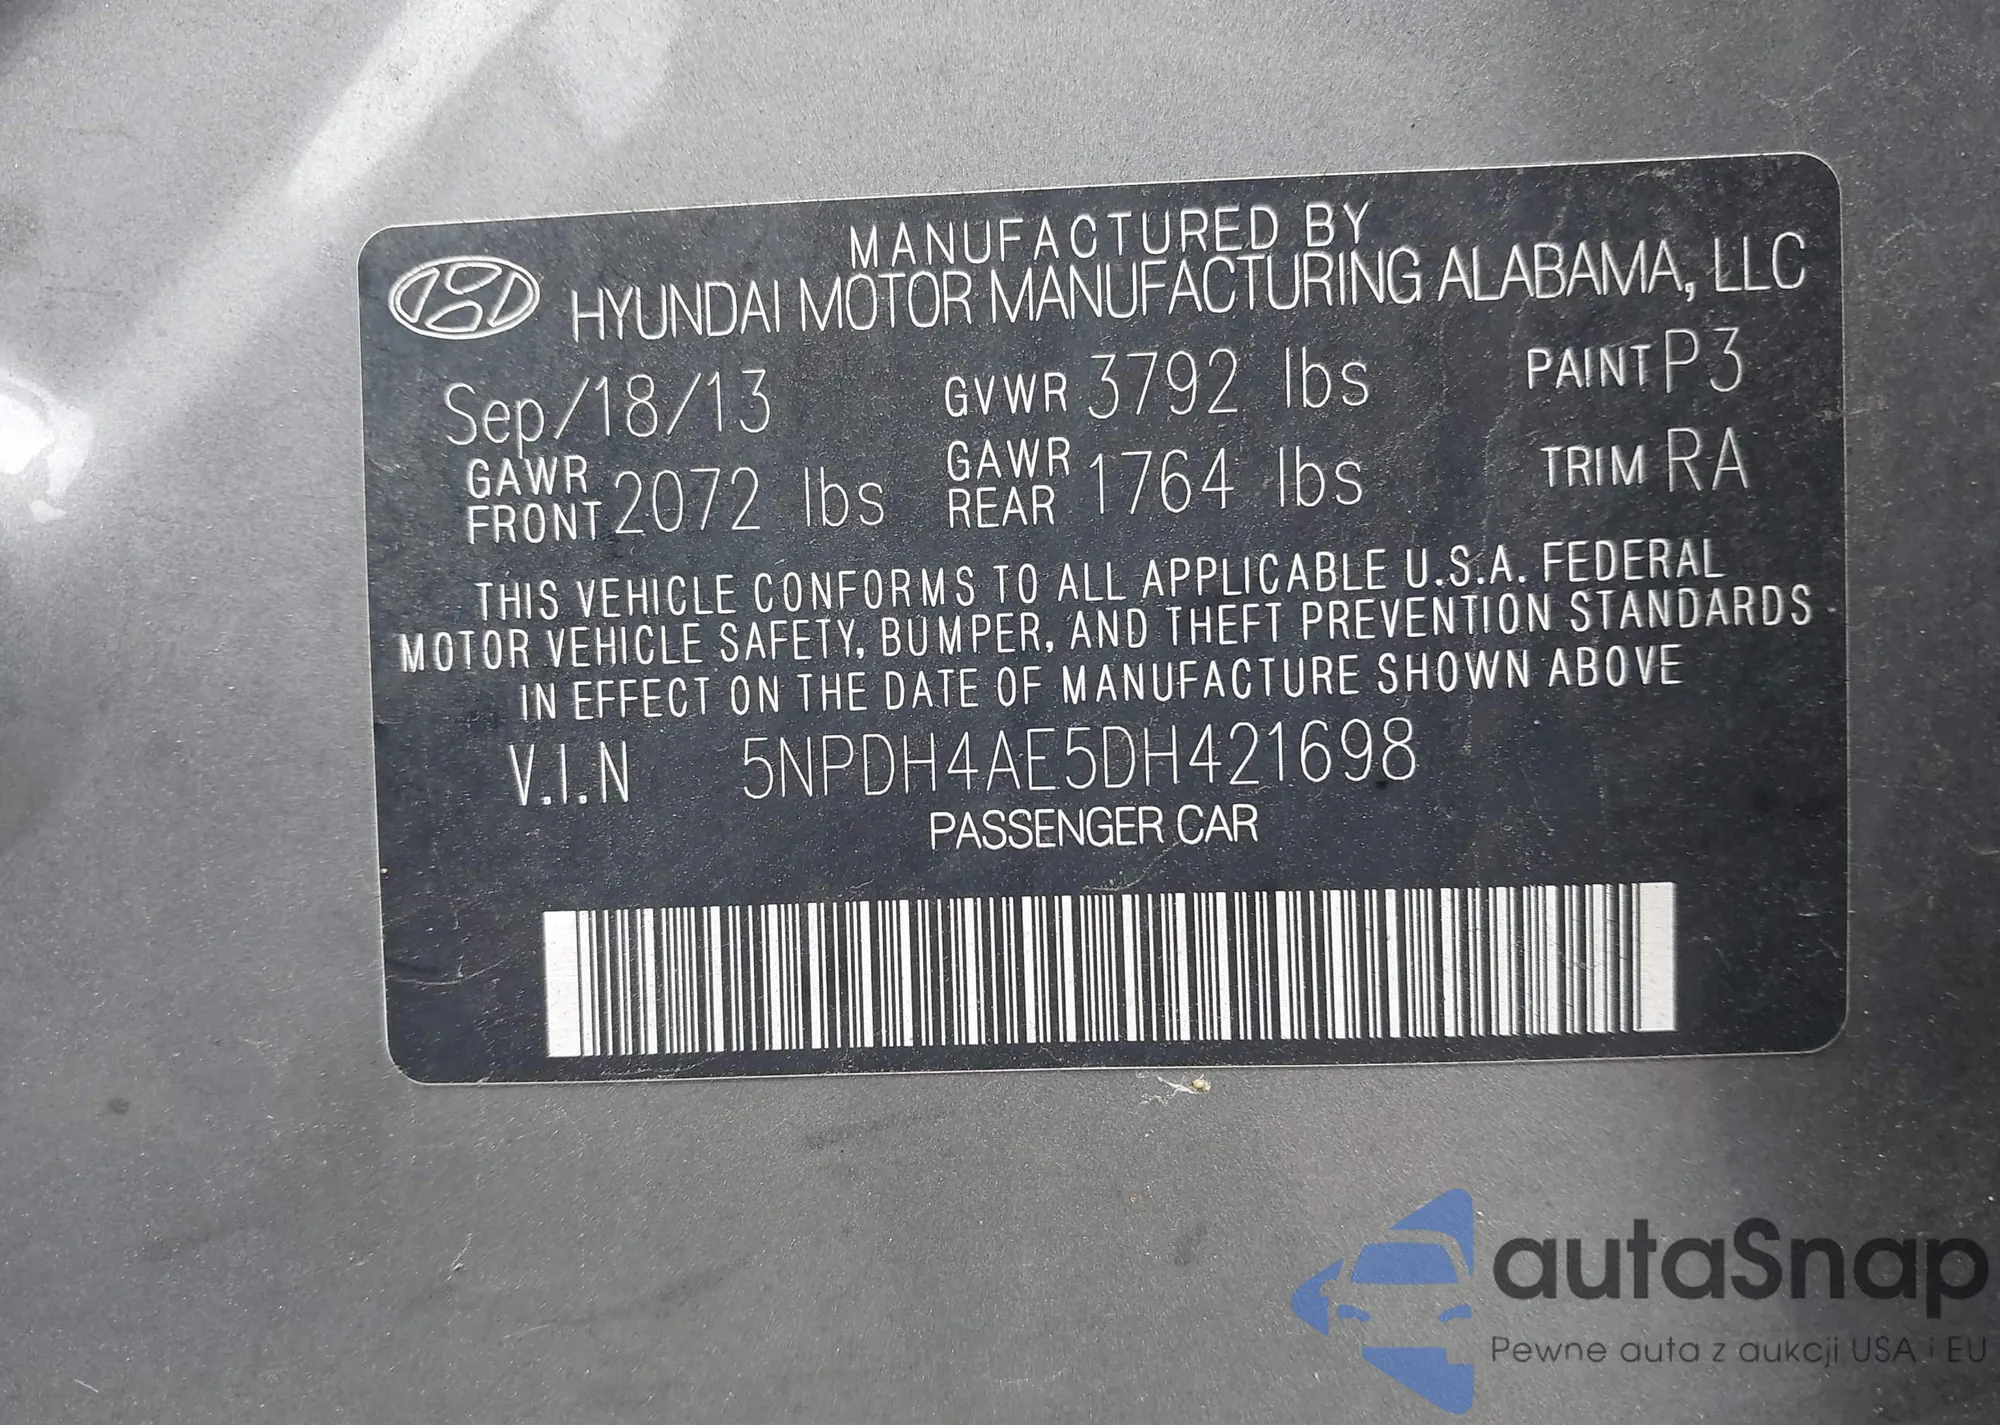 MANUFACTURED BY
HYUNDAI MOTOR MANUFACTURING ALABAMA, LLC
Sep/18/13 GVWR 3792 lbs PAINT P3
GAWR FRONT 2072 lbs GAWR REAR 1764 lbs TRIM RA
THIS VEHICLE CONFORMS TO ALL APPLICABLE U.S.A. FEDERAL
MOTOR VEHICLE SAFETY, BUMPER, AND THEFT PREVENTION STANDARDS
IN EFFECT ON THE DATE OF MANUFACTURE SHOWN ABOVE
V.I.N 5NPDH4AE5DH421698
PASSENGER CAR
autaSnap
Pewne auta z aukcji USA i EU